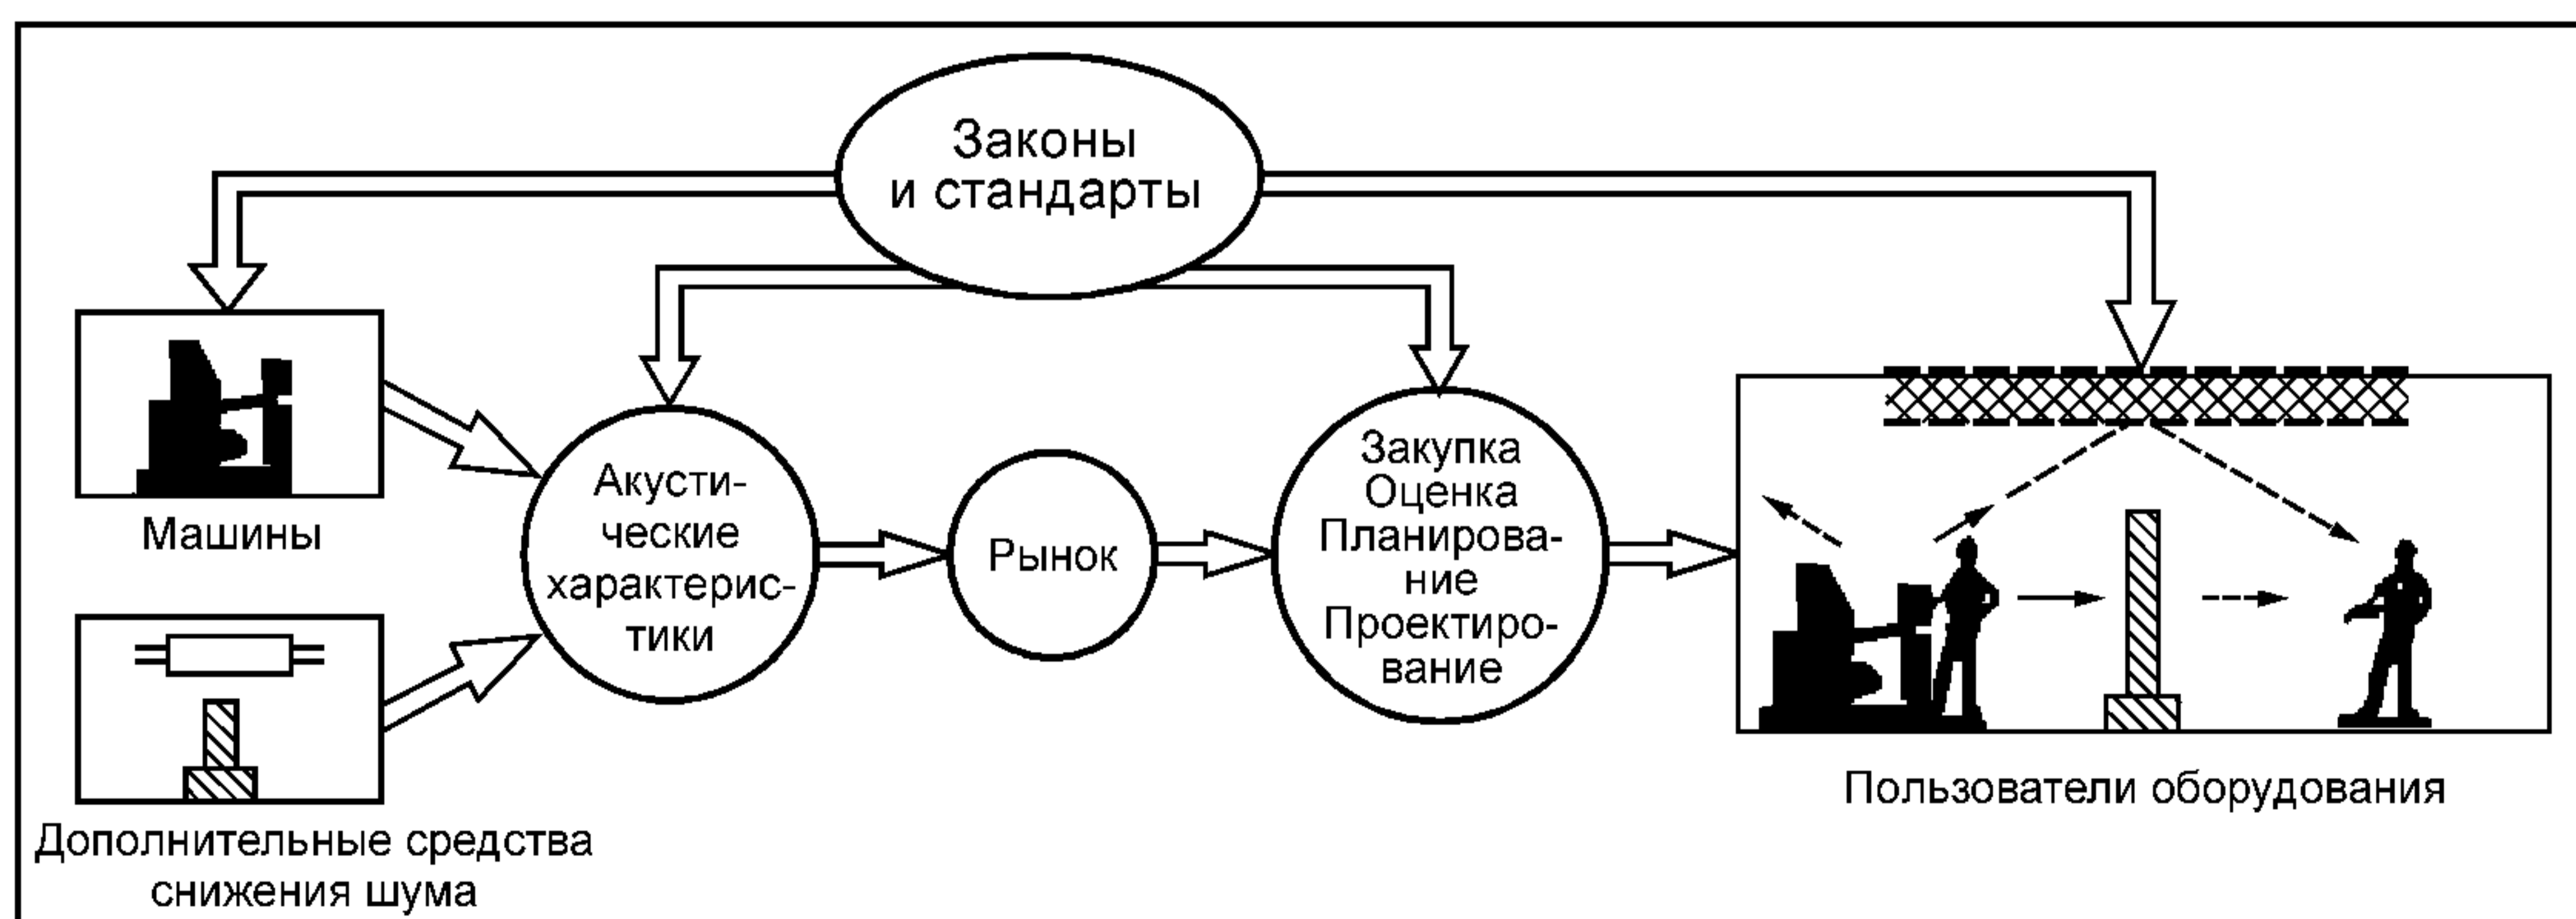 Законы
и стандарты
Машины
Дополнительные средства
снижения шума
Акусти-
ческие
характерис-
тики
Рынок
Закупка
Оценка
Планирова-
ние
Проектиро-
вание
Пользователи оборудования